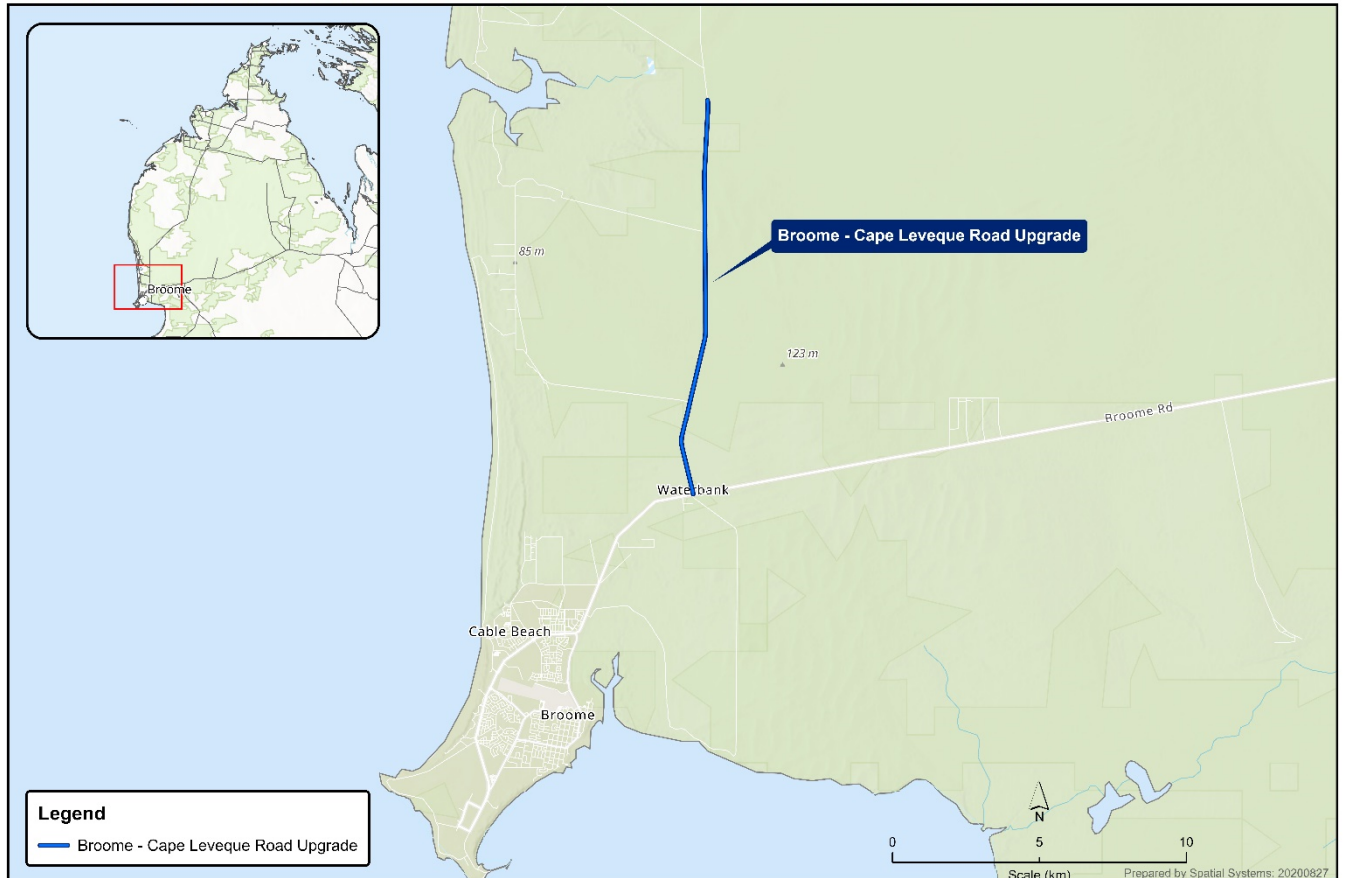 Broome
Broome - Cape Leveque Road Upgrade
85 m
123 m
Broome Rd
Waterbank
Cable Beach
Broome
Legend
Broome - Cape Leveque Road Upgrade
N
0 5 10
Scale (km)
Prepared by Spatial Systems: 20200827